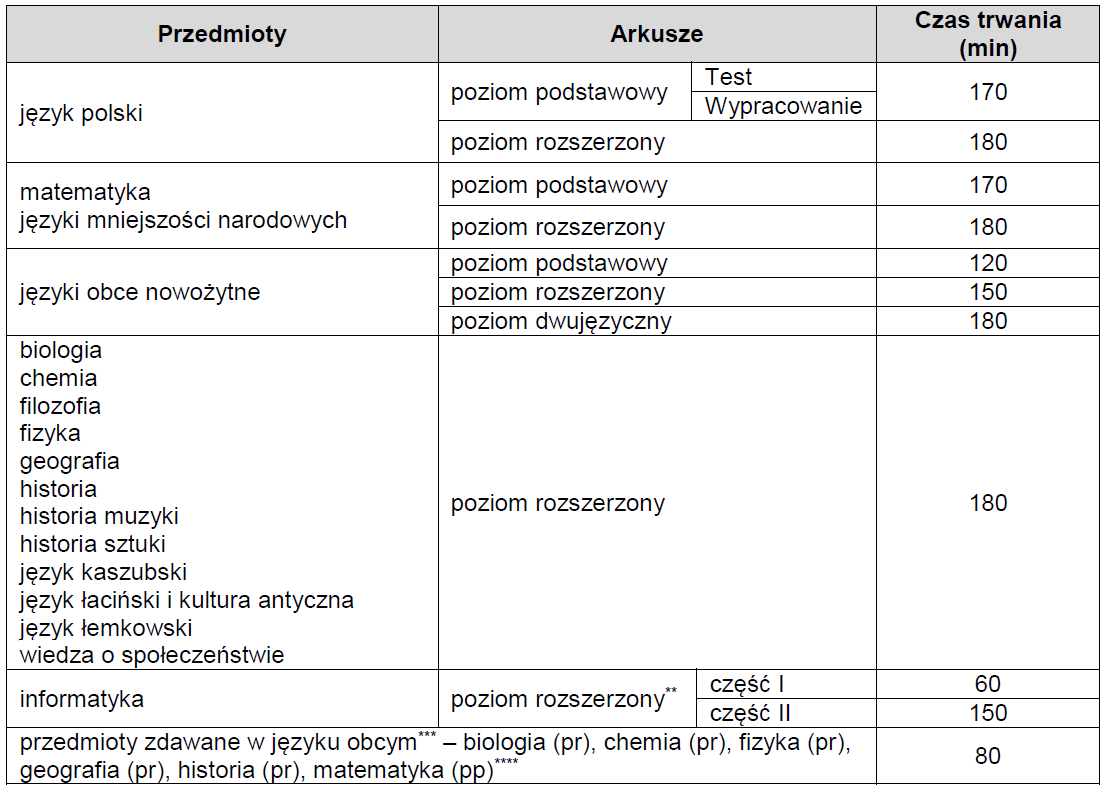 Przedmioty Arkusze Czas trwania
(min)
język polski
poziom podstawowy Test 170
Wypracowanie
poziom rozszerzony 180
matematyka
języki mniejszości narodowych
poziom podstawowy 170
poziom rozszerzony 180
języki obce nowożytne
poziom podstawowy 120
poziom rozszerzony 150
poziom dwujęzyczny 180
biologia
chemia
filozofia
fizyka
geografia
historia
historia muzyki
historia sztuki
język kaszubski
język łaciński i kultura antyczna
język łemkowski
wiedza o społeczeństwie
poziom rozszerzony 180
informatyka
poziom rozszerzony**
część I 60
część II 150
przedmioty zdawane w języku obcym*** – biologia (pr), chemia (pr), fizyka (pr),
geografia (pr), historia (pr), matematyka (pp)****
80